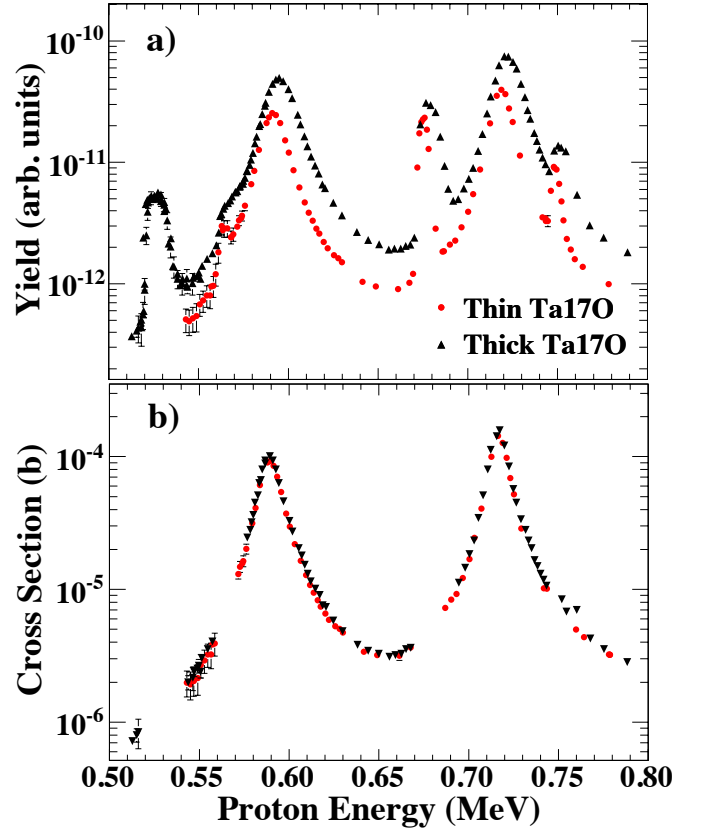 a)
10^-10
10^-11
10^-12
Yield (arb. units)
Thin Ta17O
Thick Ta17O
b)
10^-4
10^-5
10^-6
Cross Section (b)
0.50 0.55 0.60 0.65 0.70 0.75 0.80
Proton Energy (MeV)